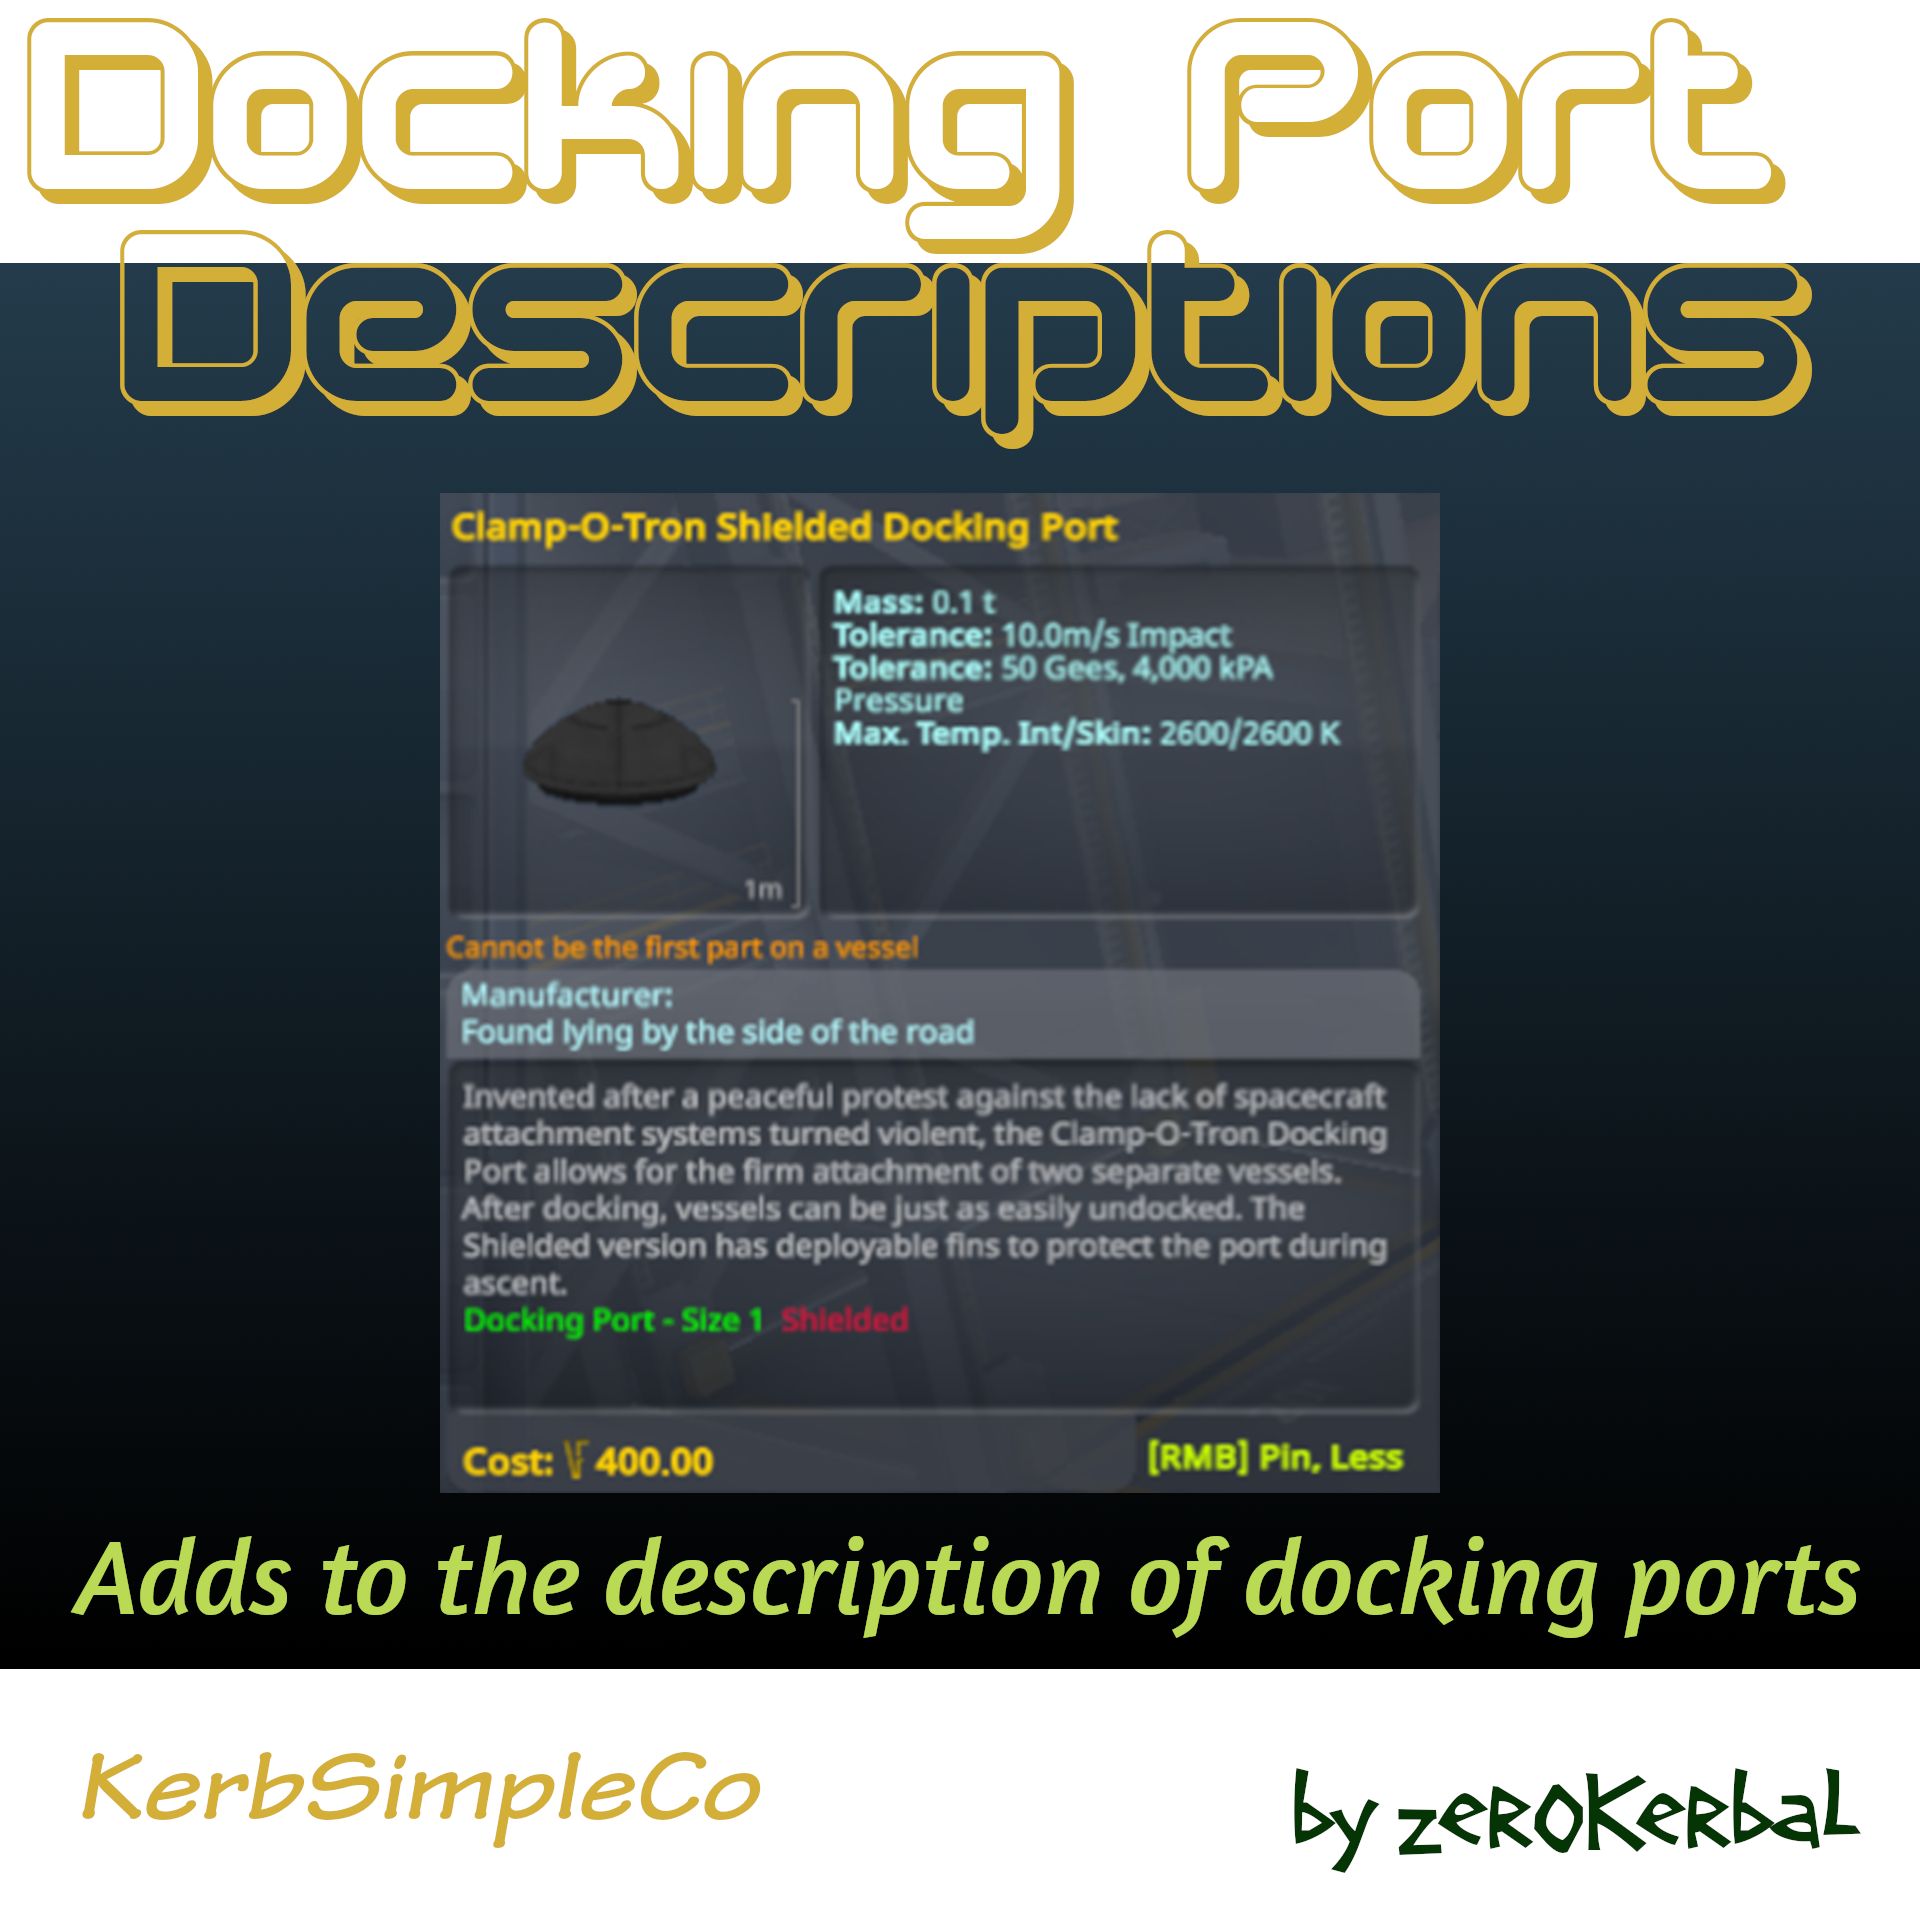 Docking Port
Descriptions
Clamp-O-Tron Shielded Docking Port
Mass: 0.1 t
Tolerance: 10.0m/s Impact
Tolerance: 50 Gees, 4,000 kPA
Pressure
Max. Temp. Int/Skin: 2600/2600 K
1m
Cannot be the first part on a vessel
Manufacturer:
Found lying by the side of the road
Invented after a peaceful protest against the lack of spacecraft
attachment systems turned violent, the Clamp-O-Tron Docking
Port allows for the firm attachment of two separate vessels.
After docking, vessels can be just as easily undocked. The
Shielded version has deployable fins to protect the port during
ascent.
Docking Port - Size 1 Shielded
Cost: 400.00
[RMB] Pin, Less
Adds to the description of docking ports
KerbSimpleCo
by zeroKerbal